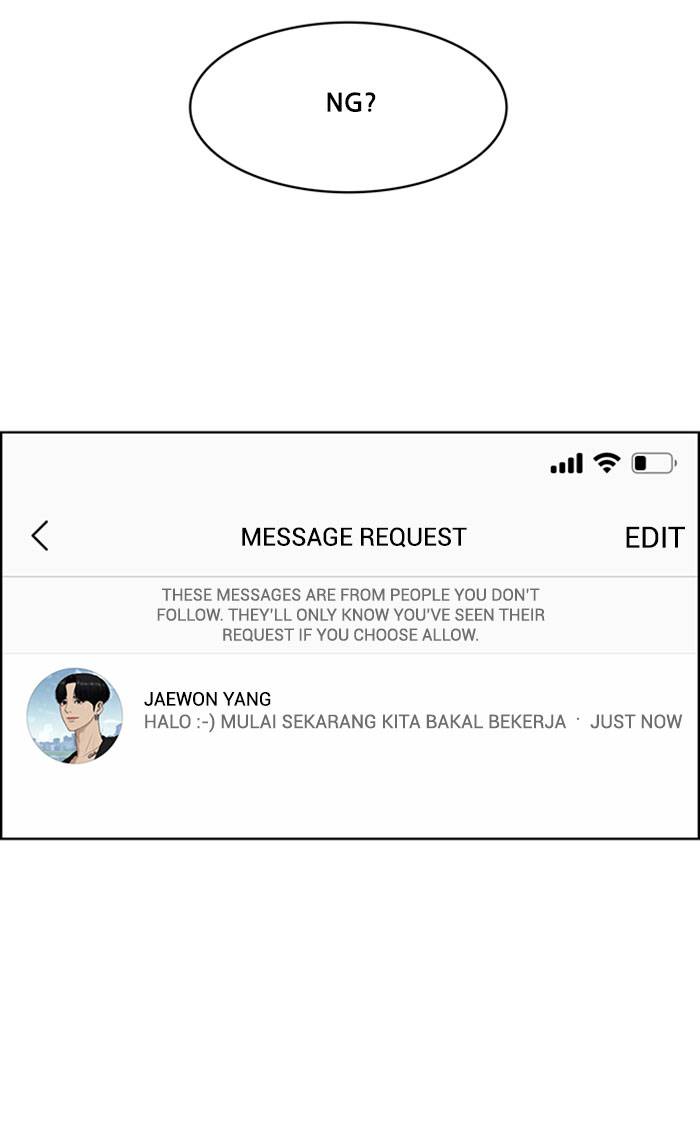 NG?
MESSAGE REQUEST
EDIT
THESE MESSAGES ARE FROM PEOPLE YOU DON'T
FOLLOW. THEY'LL ONLY KNOW YOU'VE SEEN THEIR
REQUEST IF YOU CHOOSE ALLOW.
JAEWON YANG
HALO :-) MULAI SEKARANG KITA BAKAL BEKERJA · JUST NOW